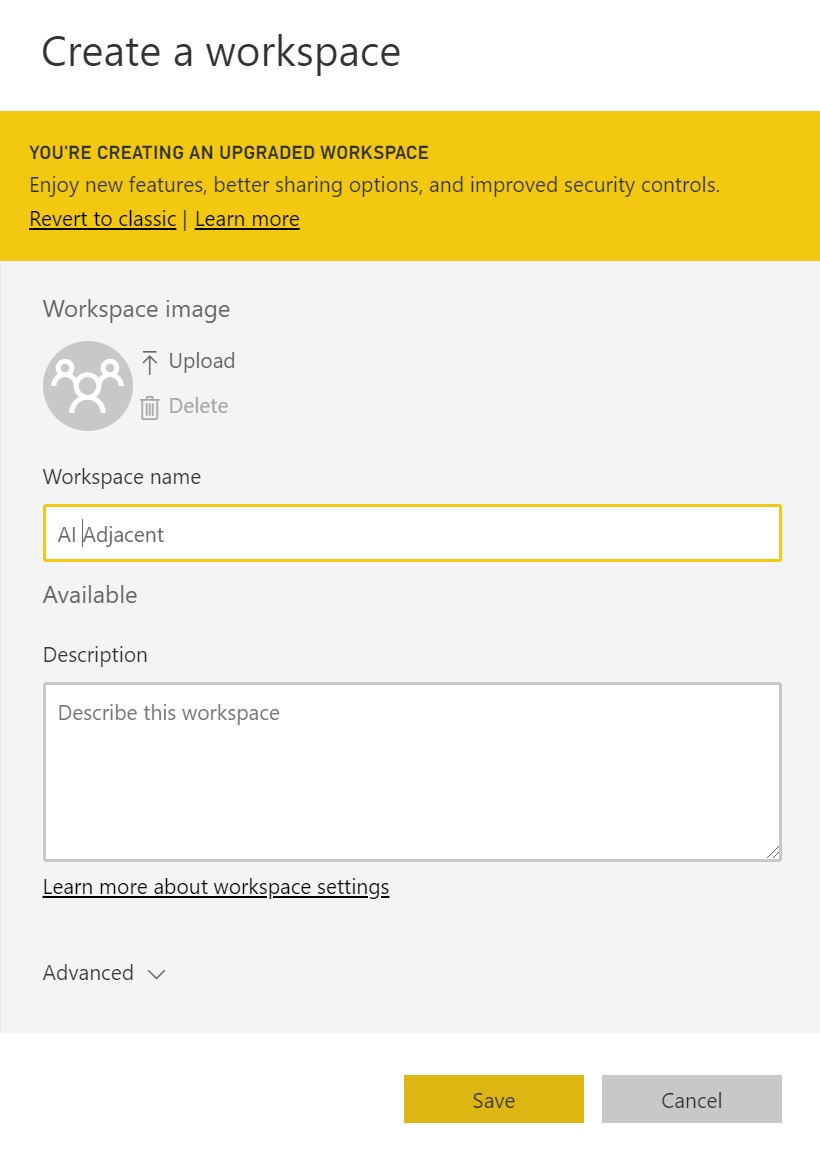 Create a workspace
YOU'RE CREATING AN UPGRADED WORKSPACE
Enjoy new features, better sharing options, and improved security controls.
Revert to classic | Learn more
Workspace image
Upload
Delete
Workspace name
AI Adjacent
Available
Description
Describe this workspace
Learn more about workspace settings
Advanced
Save
Cancel